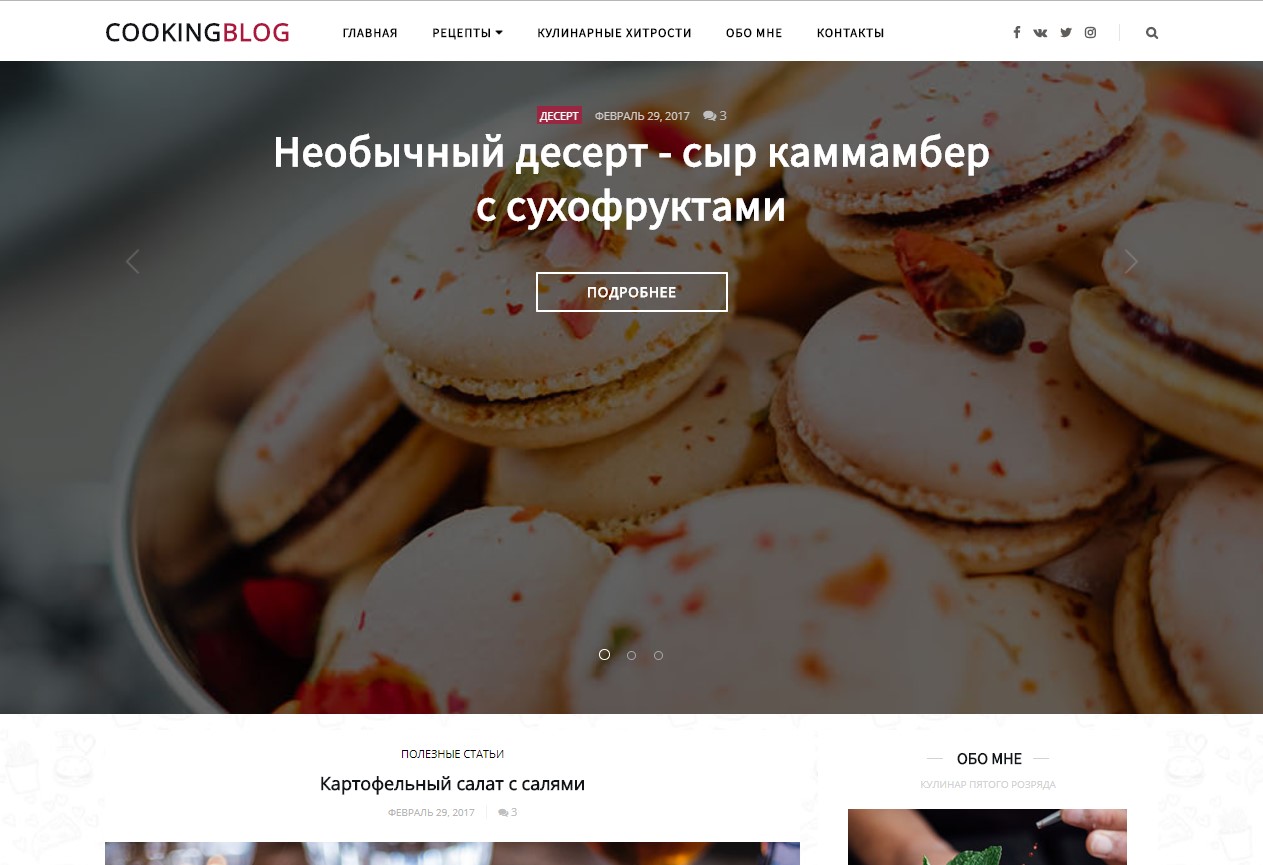 COOKINGBLOG ГЛАВНАЯ РЕЦЕПТЫ КУЛИНАРНЫЕ ХИТРОСТИ ОБО МНЕ КОНТАКТЫ
ДЕСЕРТ ФЕВРАЛЬ 29, 2017 3
Необычный десерт - сыр каммамбер
с сухофруктами
ПОДРОБНЕЕ
ПОЛЕЗНЫЕ СТАТЬИ
Картофельный салат с салями
ФЕВРАЛЬ 29, 2017 3
ОБО МНЕ
КУЛИНАР ПЯТОГО РОЗРЯДА